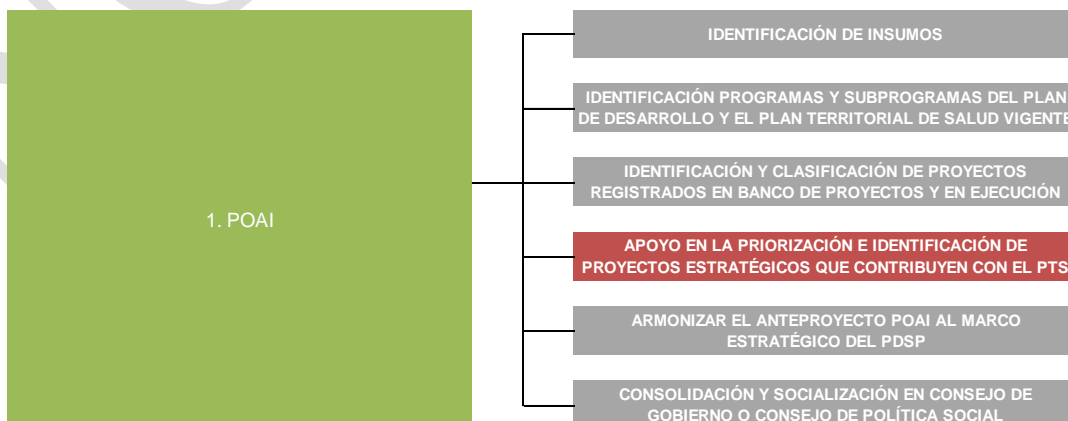 1. POAI
IDENTIFICACIÓN DE INSUMOS
IDENTIFICACIÓN PROGRAMAS Y SUBPROGRAMAS DEL PLAN
DE DESARROLLO Y EL PLAN TERRITORIAL DE SALUD VIGENTE
IDENTIFICACIÓN Y CLASIFICACIÓN DE PROYECTOS
REGISTRADOS EN BANCO DE PROYECTOS Y EN EJECUCIÓN
APOYO EN LA PRIORIZACIÓN E IDENTIFICACIÓN DE
PROYECTOS ESTRATÉGICOS QUE CONTRIBUYEN CON EL PTS
ARMONIZAR EL ANTEPROYECTO POAI AL MARCO
ESTRATÉGICO DEL PDSP
CONSOLIDACIÓN Y SOCIALIZACIÓN EN CONSEJO DE
GOBIERNO O CONSEJO DE POLÍTICA SOCIAL